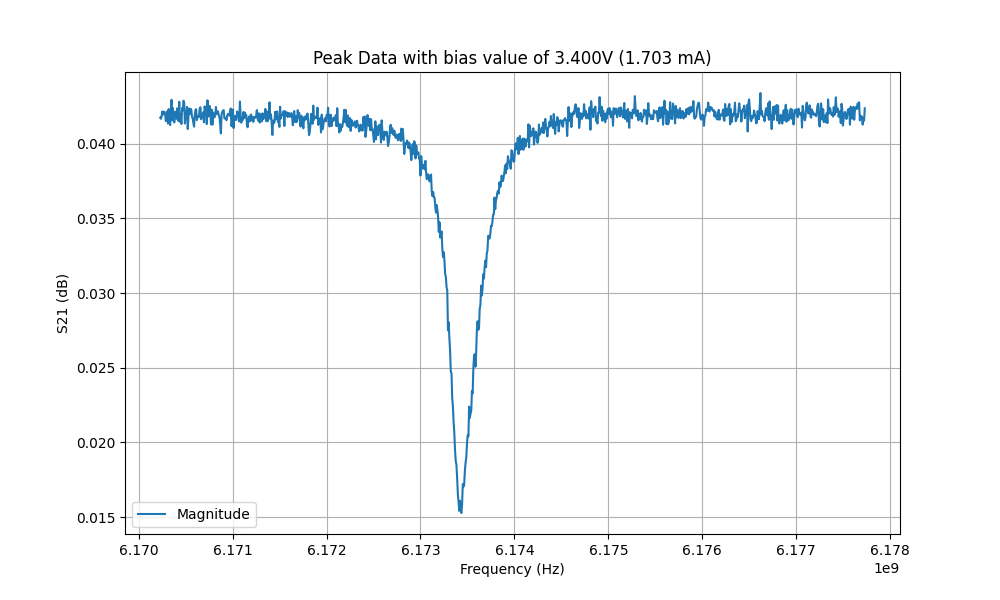 Peak Data with bias value of 3.400V (1.703 mA)
S21 (dB)
0.040
0.035
0.030
0.025
0.020
0.015
Magnitude
6.170 6.171 6.172 6.173 6.174 6.175 6.176 6.177 6.178
Frequency (Hz)
1e9